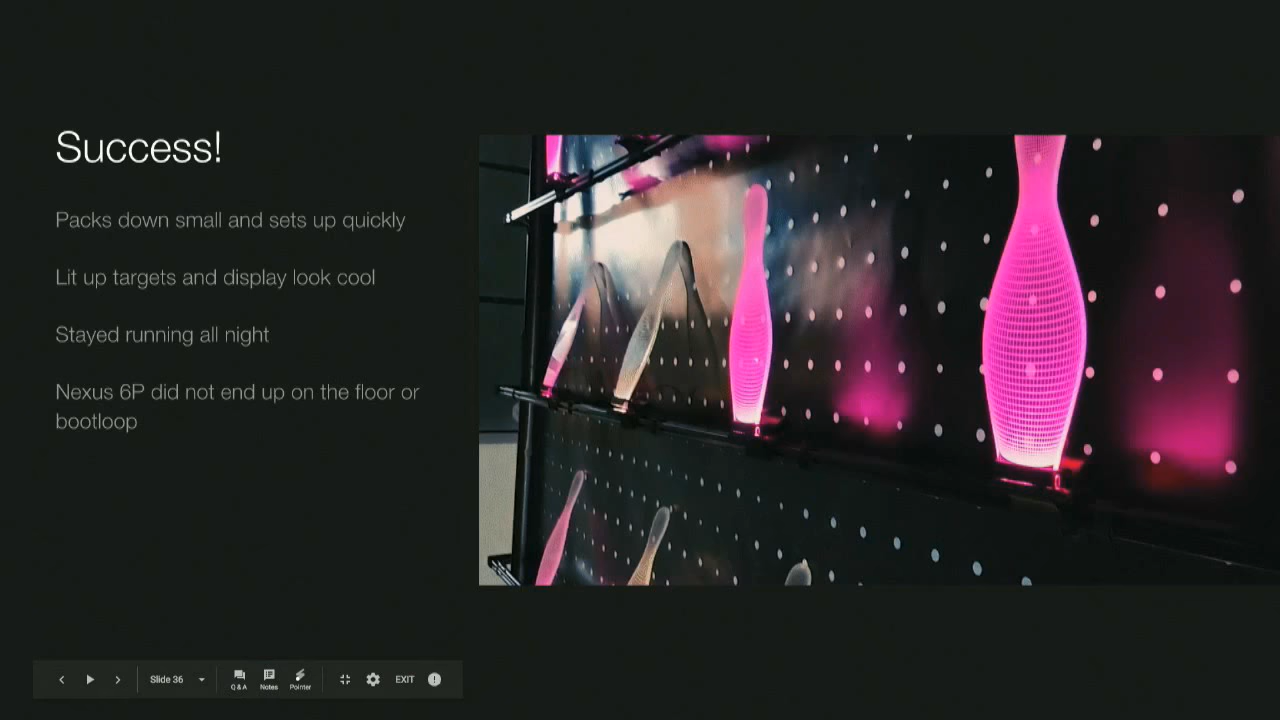 Success!
Packs down small and sets up quickly
Lit up targets and display look cool
Stayed running all night
Nexus 6P did not end up on the floor or
bootloop
Slide 36
Q & A
Notes
Pointer
EXIT